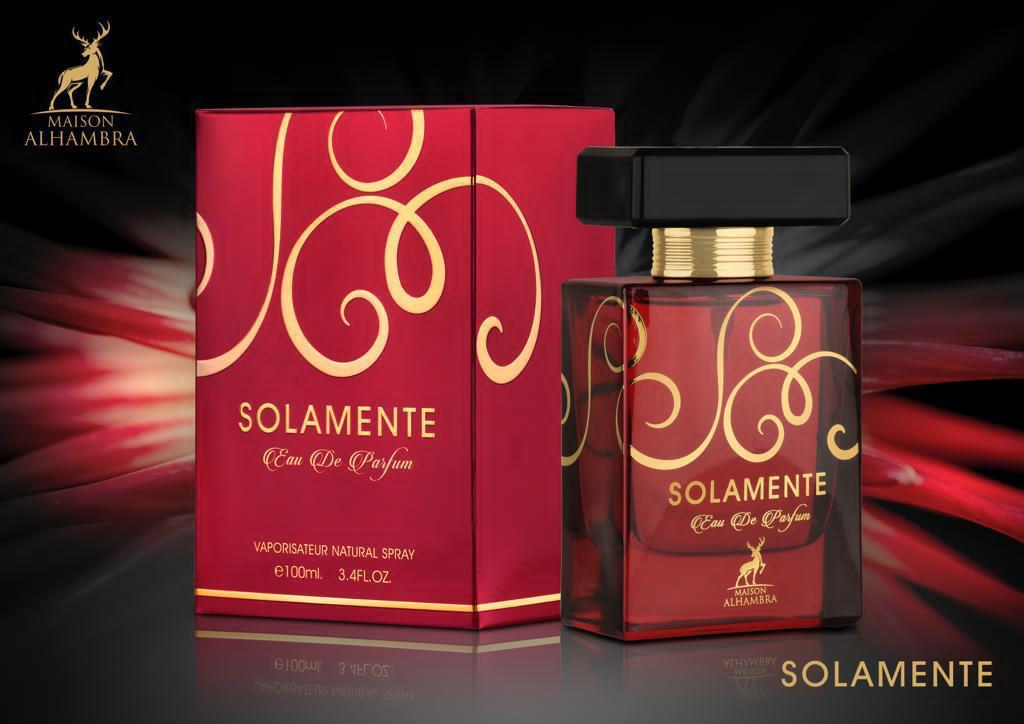 MAISON
ALHAMBRA
SOLAMENTE
Eau De Parfum
VAPORISATEUR NATURAL SPRAY
℮100ml. 3.4FL.OZ.
SOLAMENTE
Eau De Parfum
MAISON
ALHAMBRA
SOLAMENTE